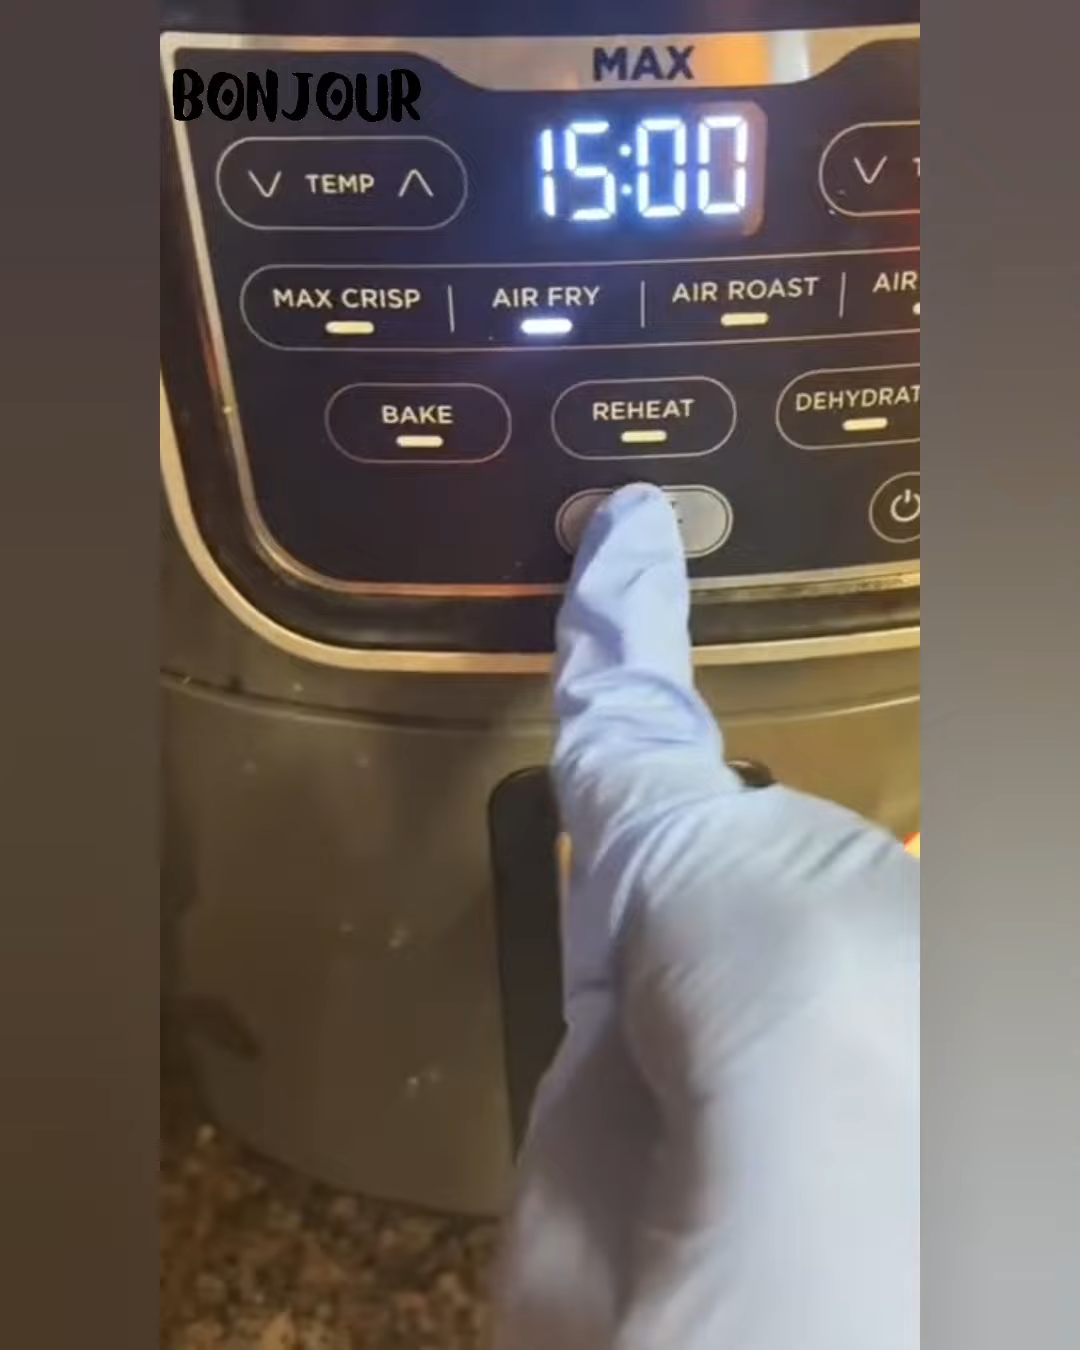 MAX
BONJOUR
15:00
TEMP
MAX CRISP
AIR FRY
AIR ROAST
AIR
BAKE
REHEAT